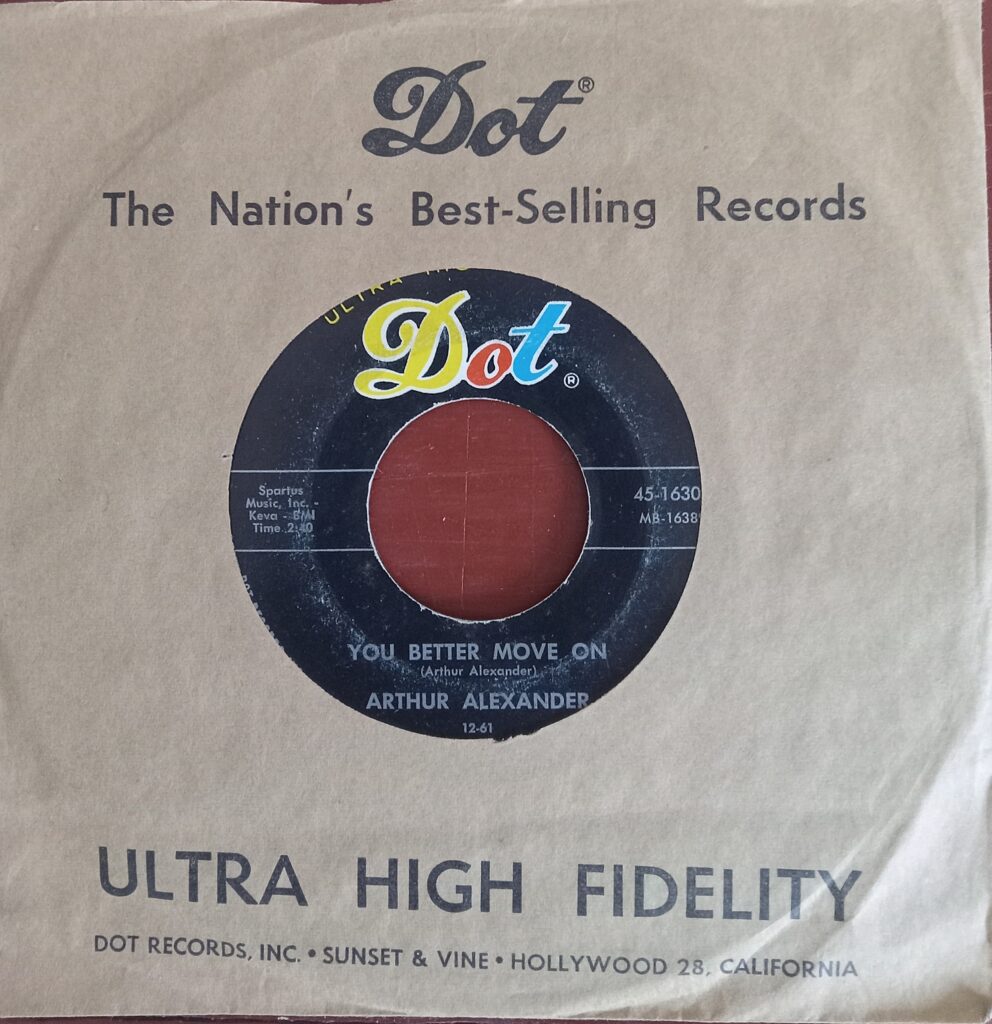 Dot®
The Nation's Best-Selling Records
ULTRA
Dot®
Spartus
Music, Inc. -
Keva - BMI
Time 2:40
45-1630
MB-1638
YOU BETTER MOVE ON
(Arthur Alexander)
ARTHUR ALEXANDER
12-61
ULTRA HIGH FIDELITY
DOT RECORDS, INC. • SUNSET & VINE • HOLLYWOOD 28, CALIFORNIA